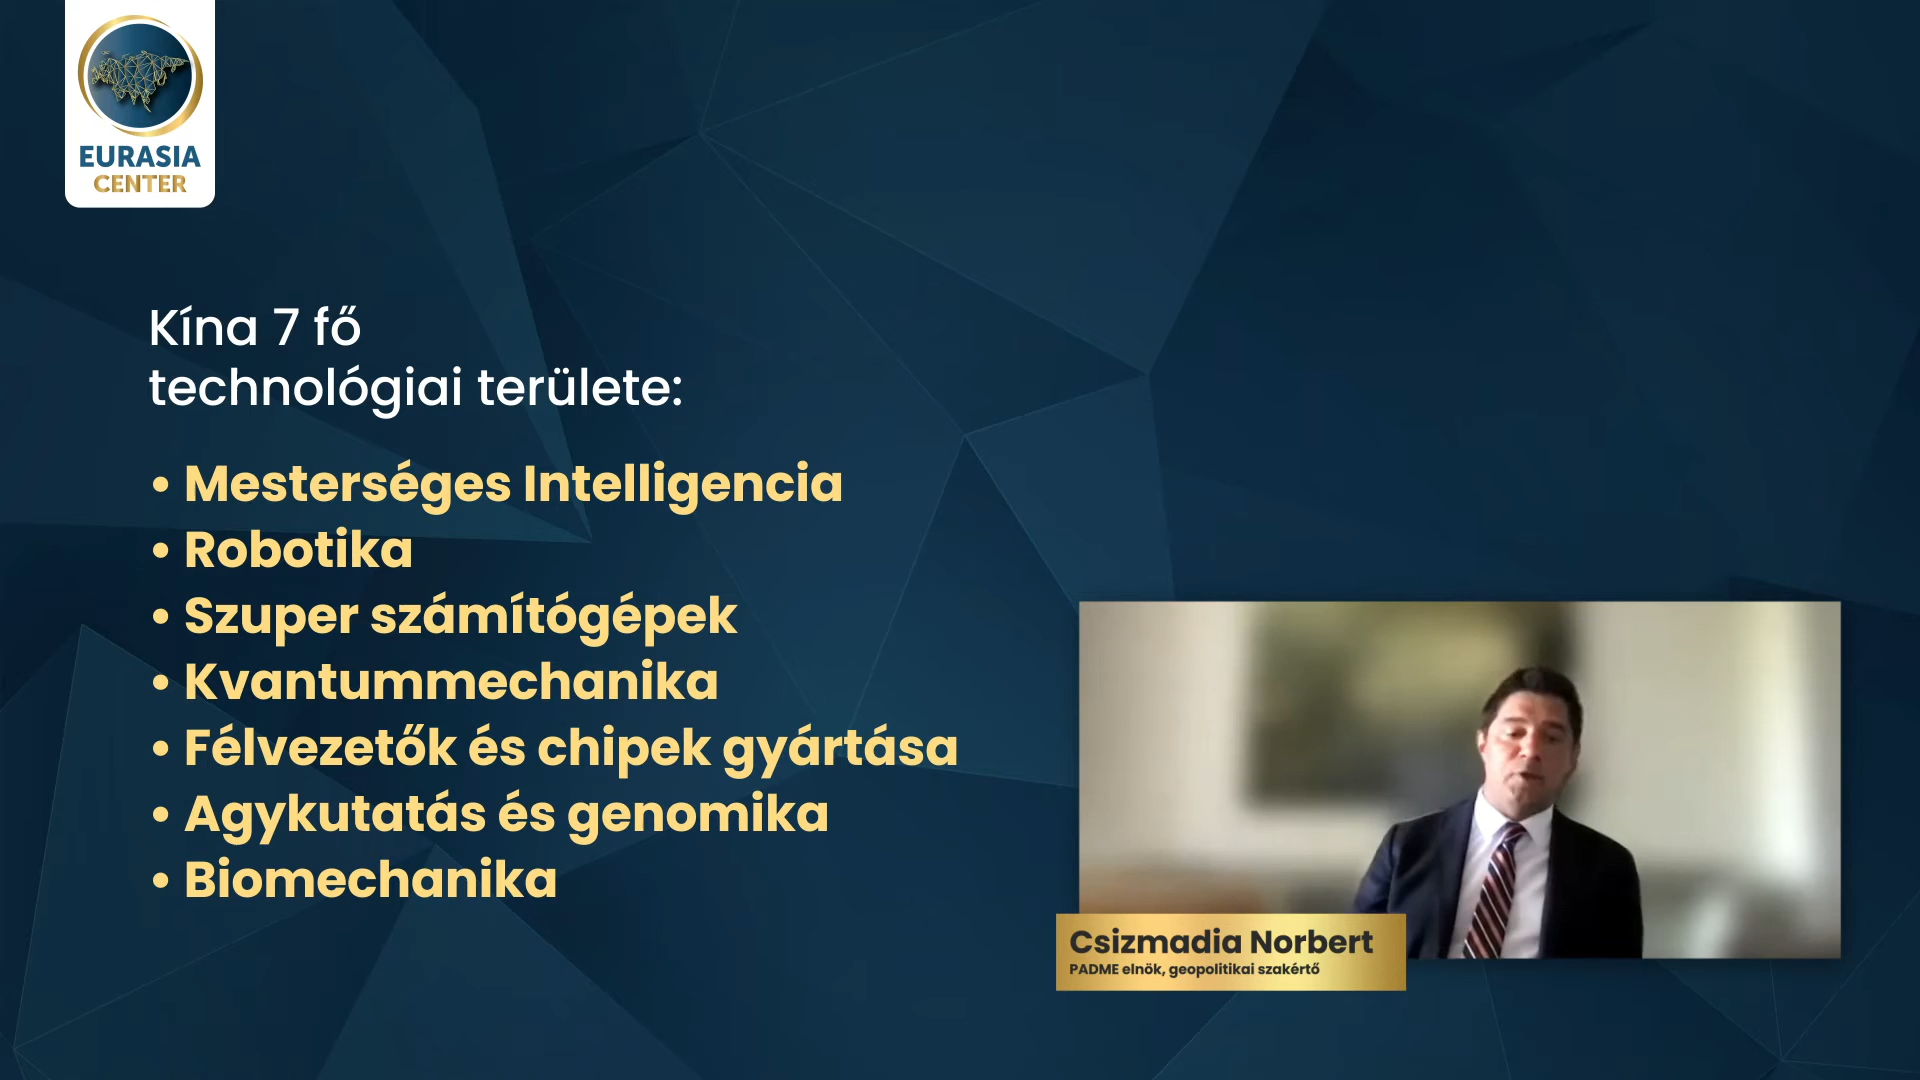 EURASIA
CENTER
Kína 7 fő
technológiai területe:
• Mesterséges Intelligencia
• Robotika
• Szuper számítógépek
• Kvantummechanika
• Félvezetők és chipek gyártása
• Agykutatás és genomika
• Biomechanika
Csizmadia Norbert
PADME elnök, geopolitikai szakértő